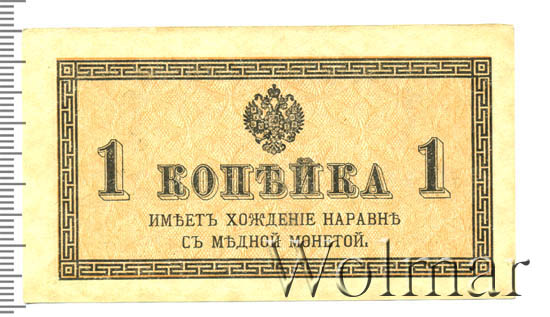 1 КОПѢЙКА 1
ИМѢЕТЪ ХОЖДЕНІЕ НАРАВНѢ
СЪ МѢДНОЙ МОНЕТОЙ.
Wolmar